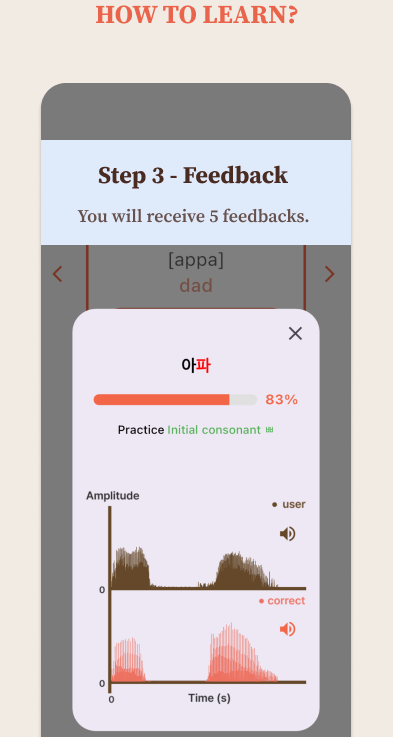 HOW TO LEARN?
Step 3 - Feedback
You will receive 5 feedbacks.
[appa]
dad
아파
83%
Practice Initial consonant ㅃ
Amplitude
• user
0
• correct
0
0
Time (s)